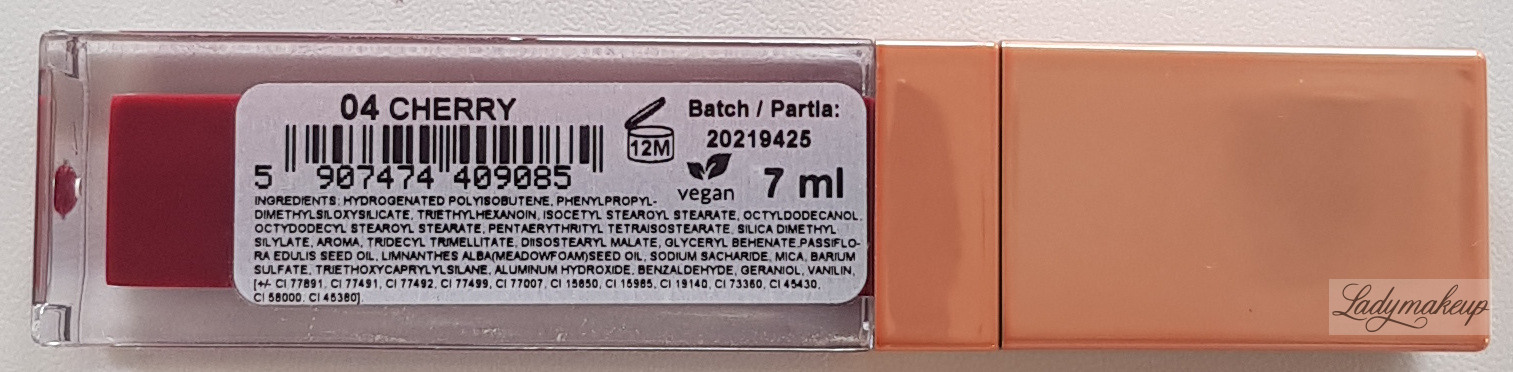 04 CHERRY
5 907474 409085
12M
Batch / Partia:
20219425
vegan
7 ml
INGREDIENTS: HYDROGENATED POLYISOBUTENE, PHENYLPROPYL-
DIMETHYLSILOXYSILICATE, TRIETHYLHEXANOIN, ISOCETYL STEAROYL STEARATE, OCTYLDODECANOL,
OCTYDODECYL STEAROYL STEARATE, PENTAERYTHRITYL TETRAISOSTEARATE, SILICA DIMETHYL
SILYLATE, AROMA, TRIDECYL TRIMELLITATE, DIISOSTEARYL MALATE, GLYCERYL BEHENATE,PASSIFLO-
RA EDULIS SEED OIL, LIMNANTHES ALBA(MEADOWFOAM)SEED OIL, SODIUM SACHARIDE, MICA, BARIUM
SULFATE, TRIETHOXYCAPRYLYLSILANE, ALUMINUM HYDROXIDE, BENZALDEHYDE, GERANIOL, VANILIN,
[+/- CI 77891, CI 77491, CI 77492, CI 77499, CI 77007, CI 15850, CI 15985, CI 19140, CI 73360, CI 45430,
CI 58000, CI 45380].
Ladymakeup